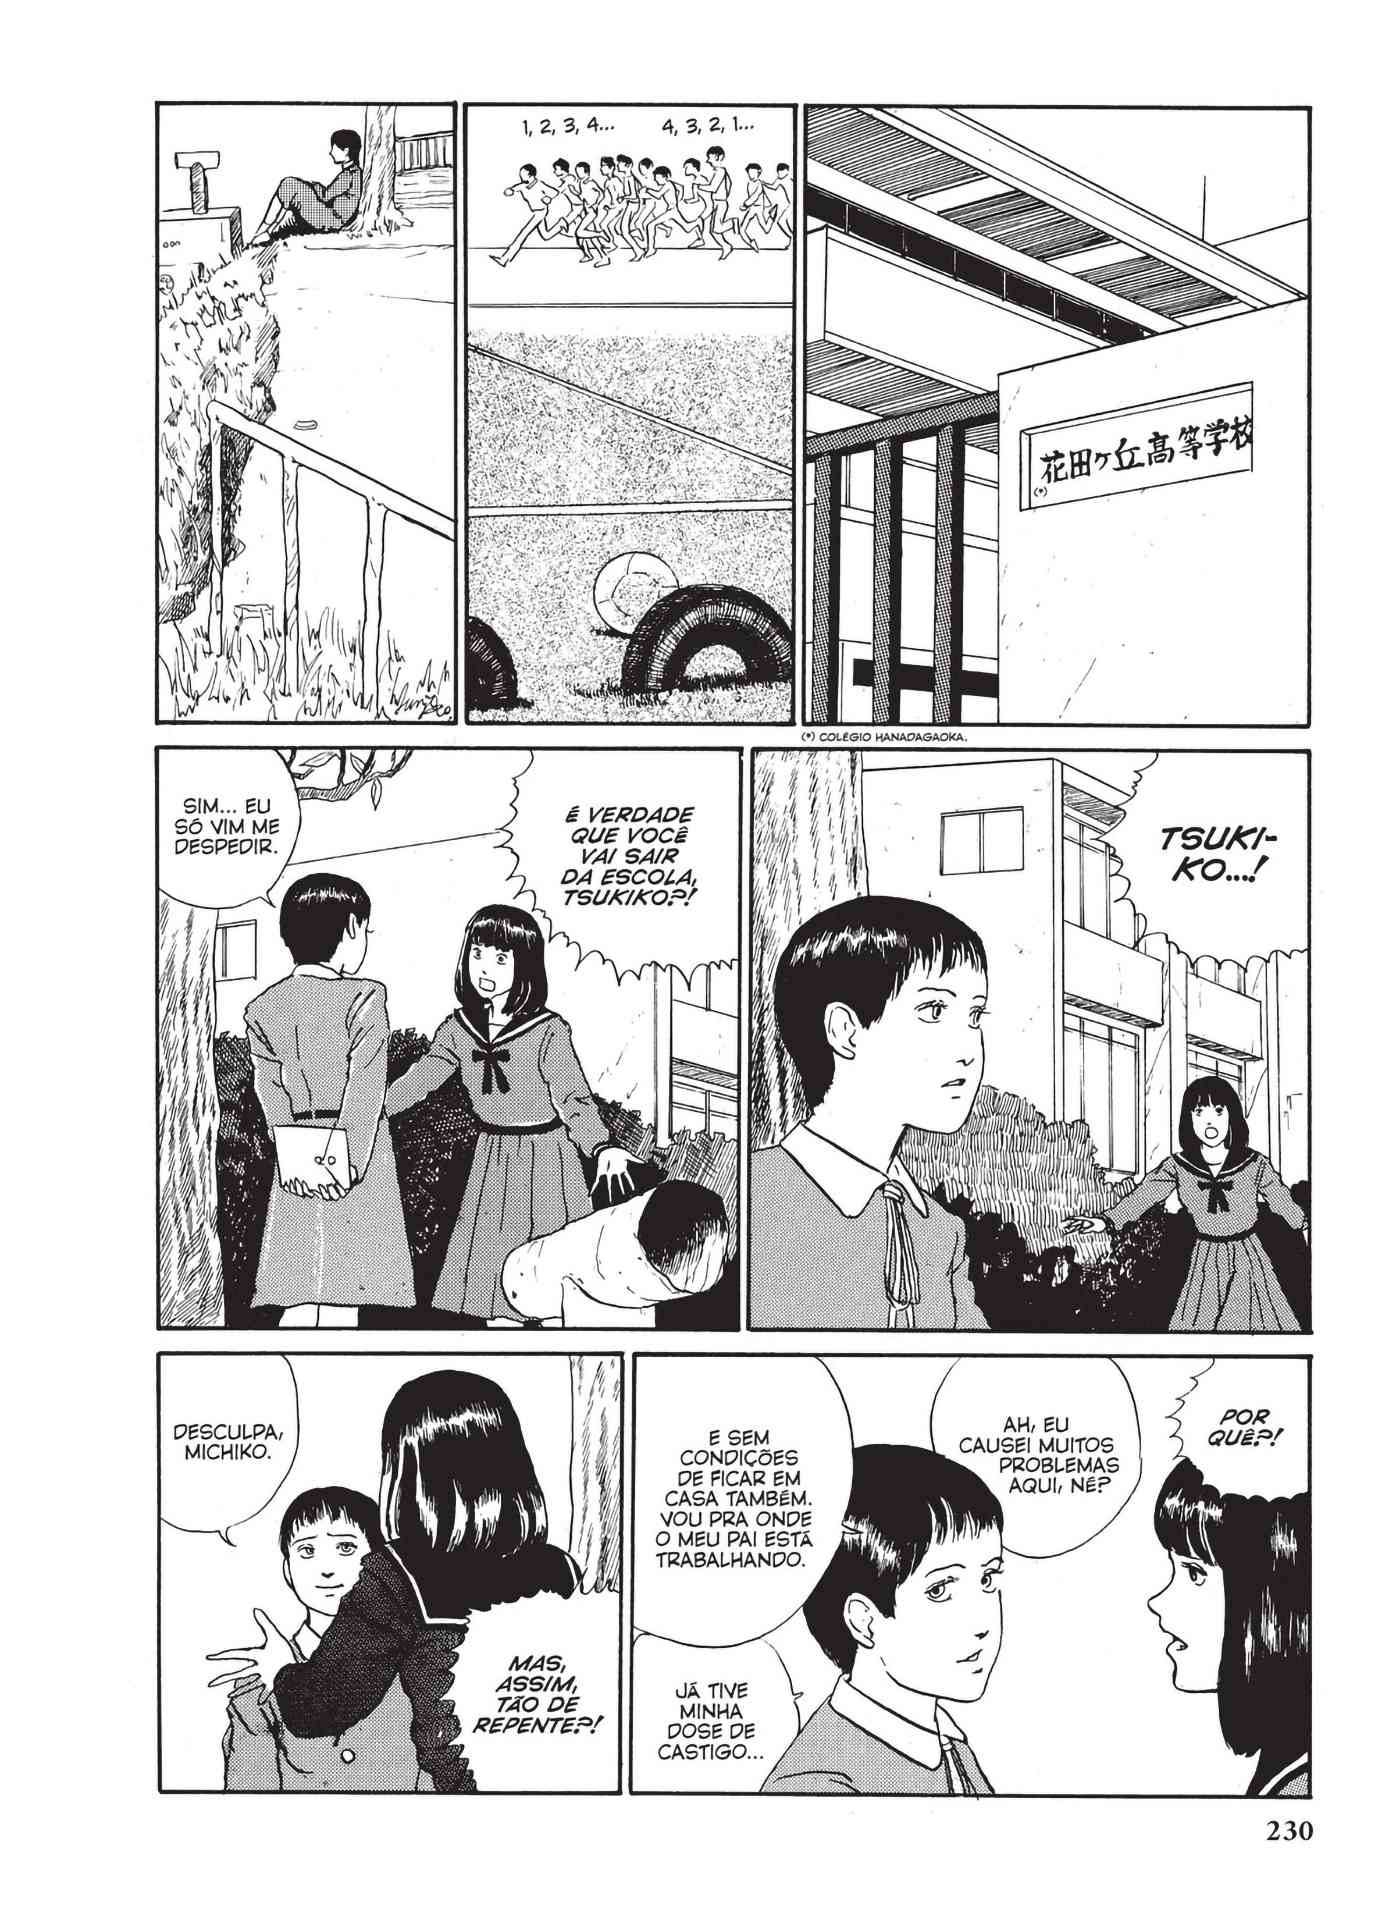 花田ヶ丘高等学校
(*)
(*) COLÉGIO HANADAGAOKA.
4, 3, 2, 1...
1, 2, 3, 4...
TSUKI-
KO...!
É VERDADE
QUE VOCÊ
VAI SAIR
DA ESCOLA,
TSUKIKO?!
SIM... EU
SÓ VIM ME
DESPEDIR.
POR
QUÊ?!
AH, EU
CAUSEI MUITOS
PROBLEMAS
AQUI, NÉ?
E SEM
CONDIÇÕES
DE FICAR EM
CASA TAMBÉM.
VOU PRA ONDE
O MEU PAI ESTÁ
TRABALHANDO.
JÁ TIVE
MINHA
DOSE DE
CASTIGO...
MAS,
ASSIM,
TÃO DE
REPENTE?!
DESCULPA,
MICHIKO.
230